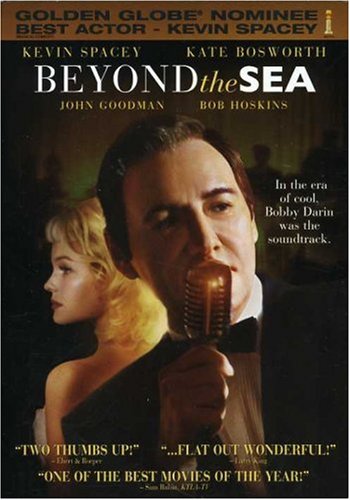 GOLDEN GLOBE® NOMINEE
BEST ACTOR - KEVIN SPACEY
KEVIN SPACEY KATE BOSWORTH
BEYOND the SEA
JOHN GOODMAN BOB HOSKINS
In the era
of cool,
Bobby Darin
was the
soundtrack.
“TWO THUMBS UP!” “...FLAT OUT WONDERFUL!”
– Ebert & Roeper – Larry King
“ONE OF THE BEST MOVIES OF THE YEAR!”
– Sam Rubin, KTLA-TV